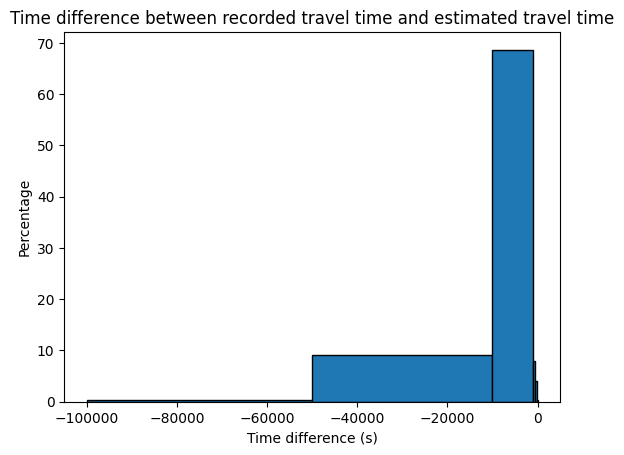 Time difference between recorded travel time and estimated travel time
70
60
50
40
30
20
10
0
Percentage
−100000 −80000 −60000 −40000 −20000 0
Time difference (s)